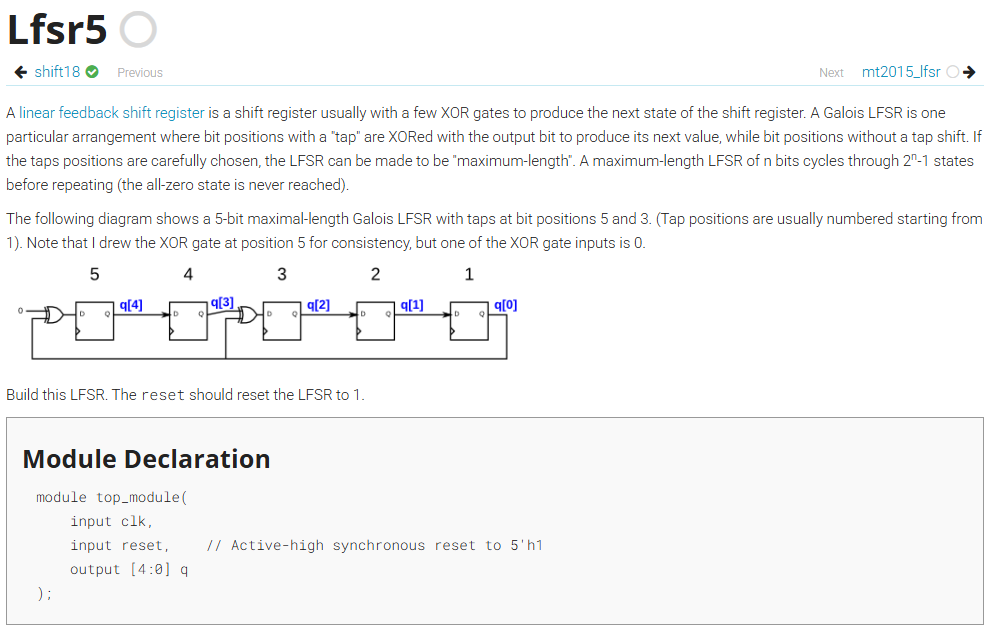 Lfsr5
shift18 Previous
Next mt2015_lfsr
A linear feedback shift register is a shift register usually with a few XOR gates to produce the next state of the shift register. A Galois LFSR is one
particular arrangement where bit positions with a "tap" are XORed with the output bit to produce its next value, while bit positions without a tap shift. If
the taps positions are carefully chosen, the LFSR can be made to be "maximum-length". A maximum-length LFSR of n bits cycles through 2ⁿ-1 states
before repeating (the all-zero state is never reached).
The following diagram shows a 5-bit maximal-length Galois LFSR with taps at bit positions 5 and 3. (Tap positions are usually numbered starting from
1). Note that I drew the XOR gate at position 5 for consistency, but one of the XOR gate inputs is 0.
5 4 3 2 1
q[4] q[3] q[2] q[1] q[0]
0 D Q D Q D Q D Q D Q
Build this LFSR. The reset should reset the LFSR to 1.
Module Declaration
module top_module(
    input clk,
    input reset,    // Active-high synchronous reset to 5'h1
    output [4:0] q
);